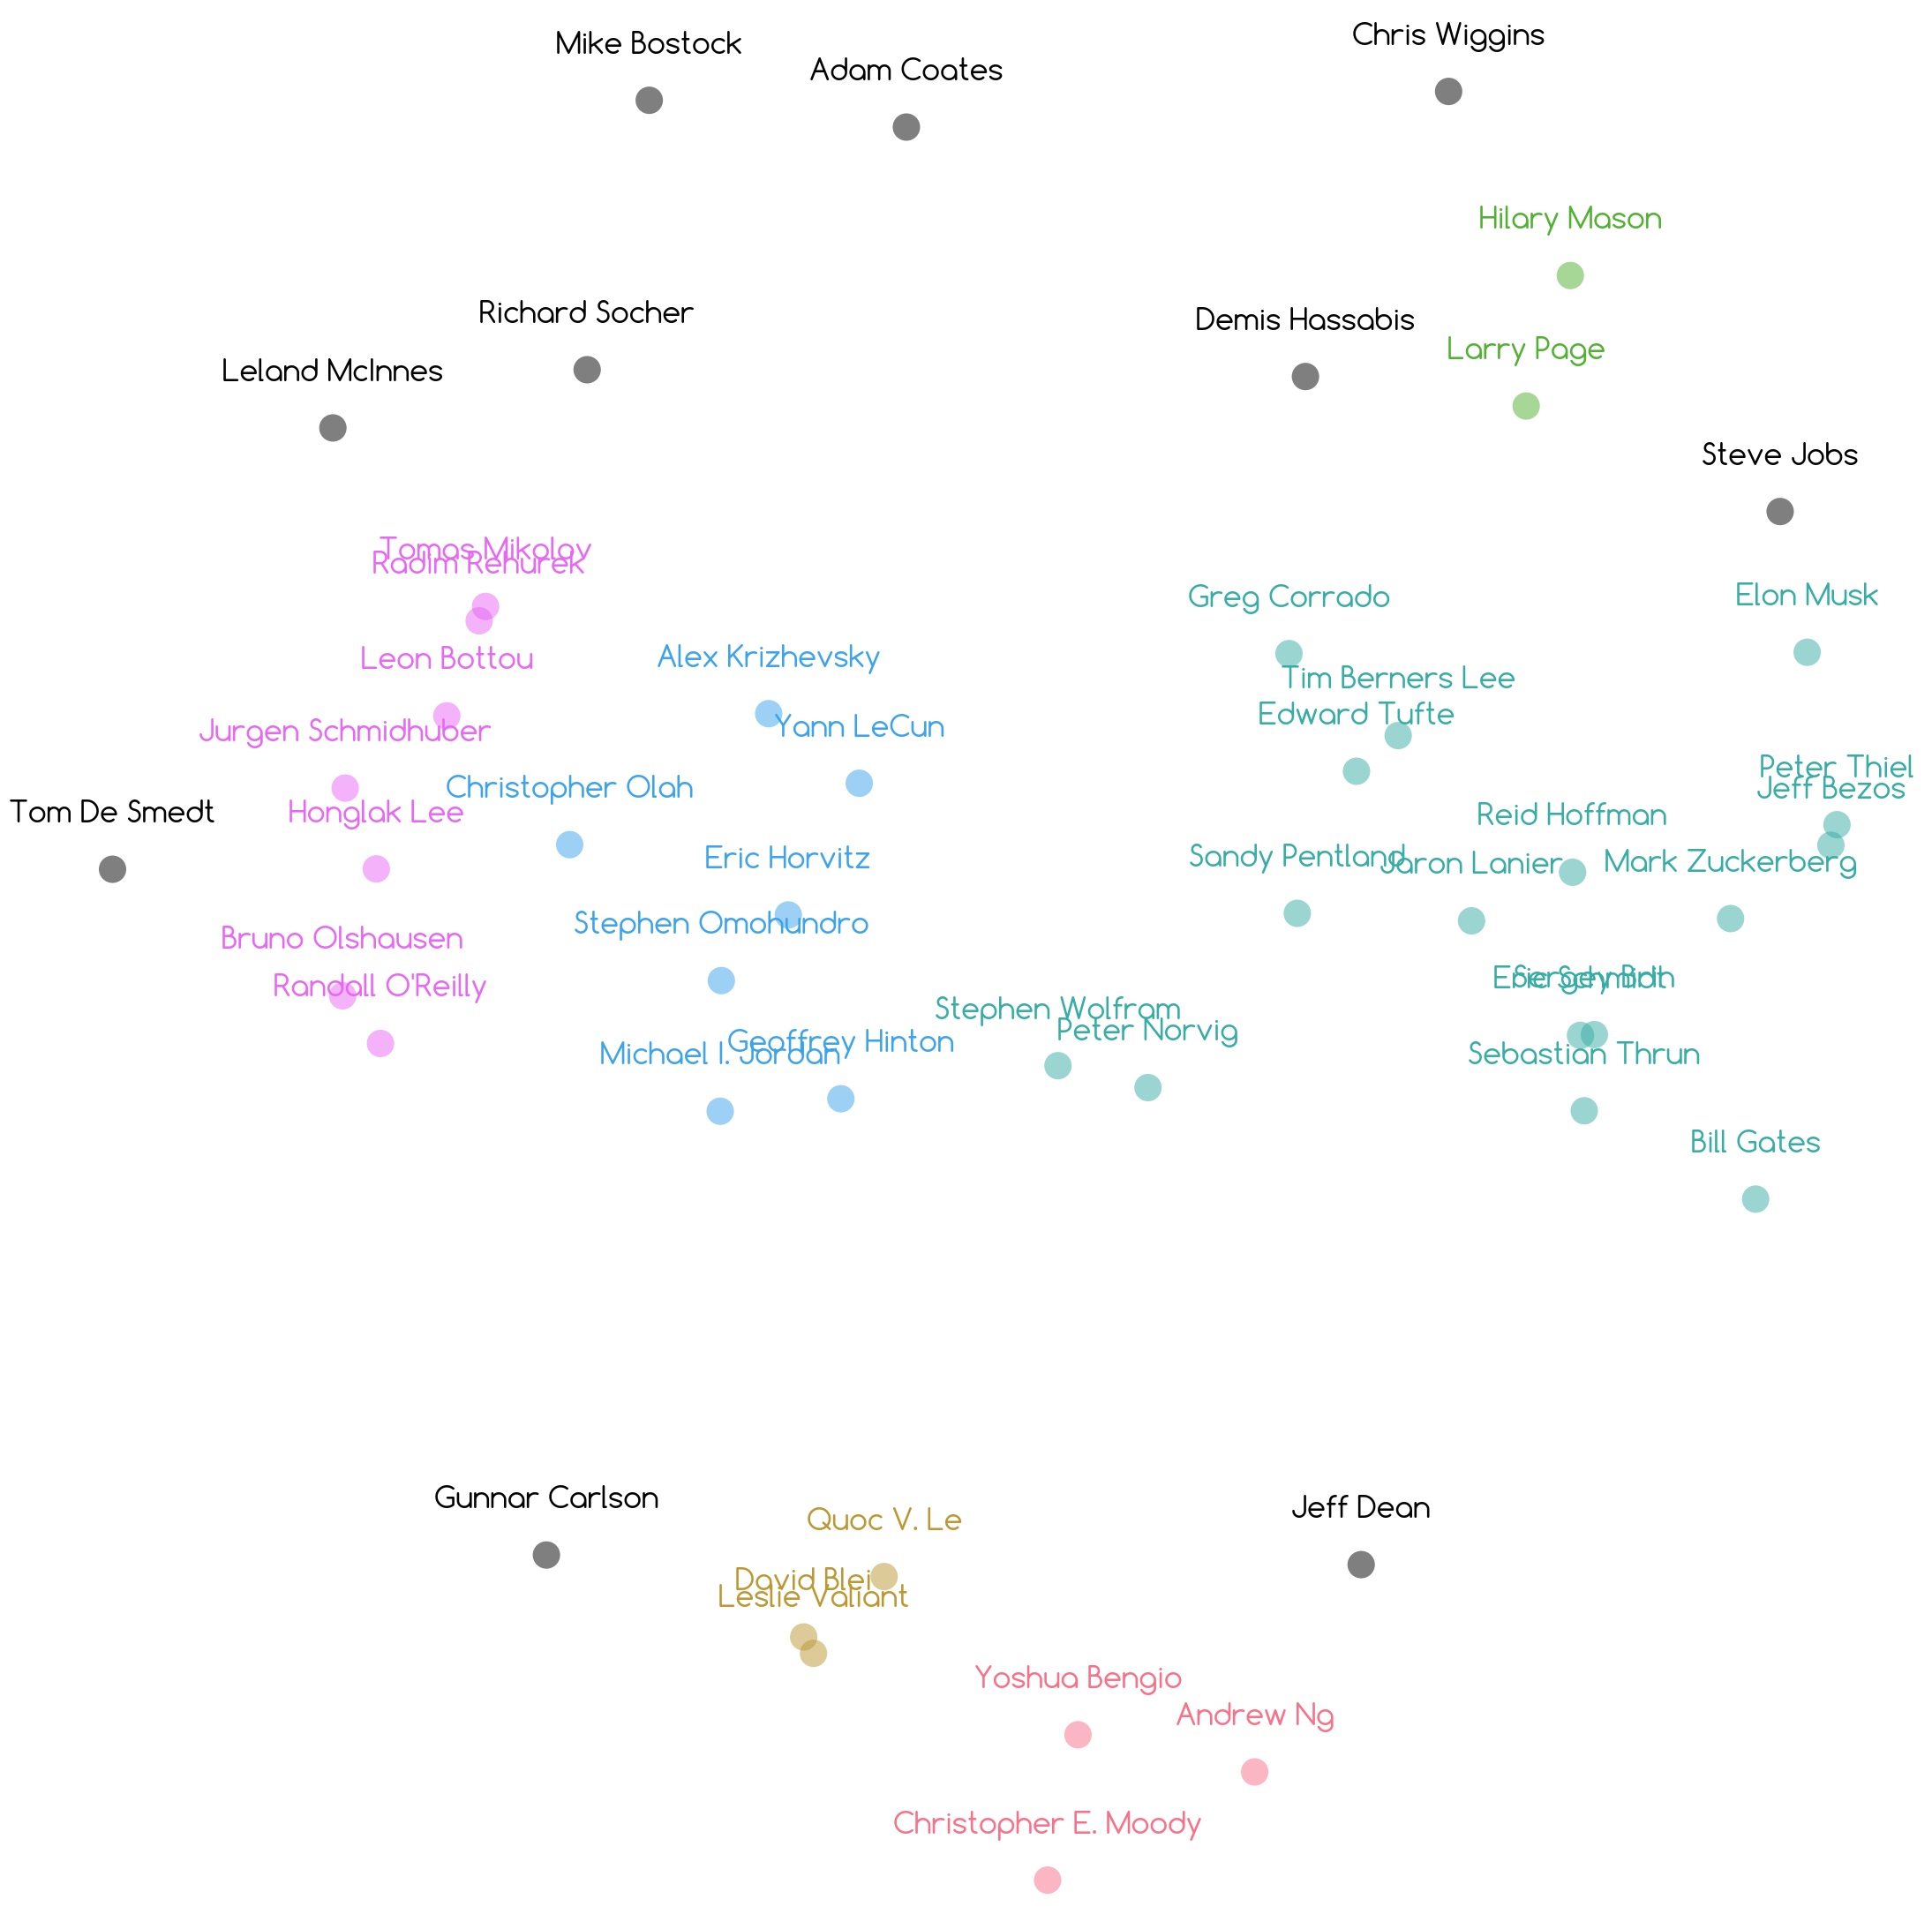 Chris Wiggins
Mike Bostock
Adam Coates
Hilary Mason
Richard Socher
Demis Hassabis
Larry Page
Leland McInnes
Steve Jobs
Tomas Mikolov
Radim Rehurek
Greg Corrado
Elon Musk
Leon Bottou
Alex Krizhevsky
Tim Berners Lee
Edward Tufte
Jurgen Schmidhuber
Yann LeCun
Peter Thiel
Christopher Olah
Jeff Bezos
Tom De Smedt
Honglak Lee
Reid Hoffman
Eric Horvitz
Sandy Pentland
Jaron Lanier
Mark Zuckerberg
Stephen Omohundro
Bruno Olshausen
Eric Schmidt
Sergey Brin
Randall O'Reilly
Stephen Wolfram
Peter Norvig
Geoffrey Hinton
Michael I. Jordan
Sebastian Thrun
Bill Gates
Gunnar Carlson
Jeff Dean
Quoc V. Le
David Blei
Leslie Valiant
Yoshua Bengio
Andrew Ng
Christopher E. Moody